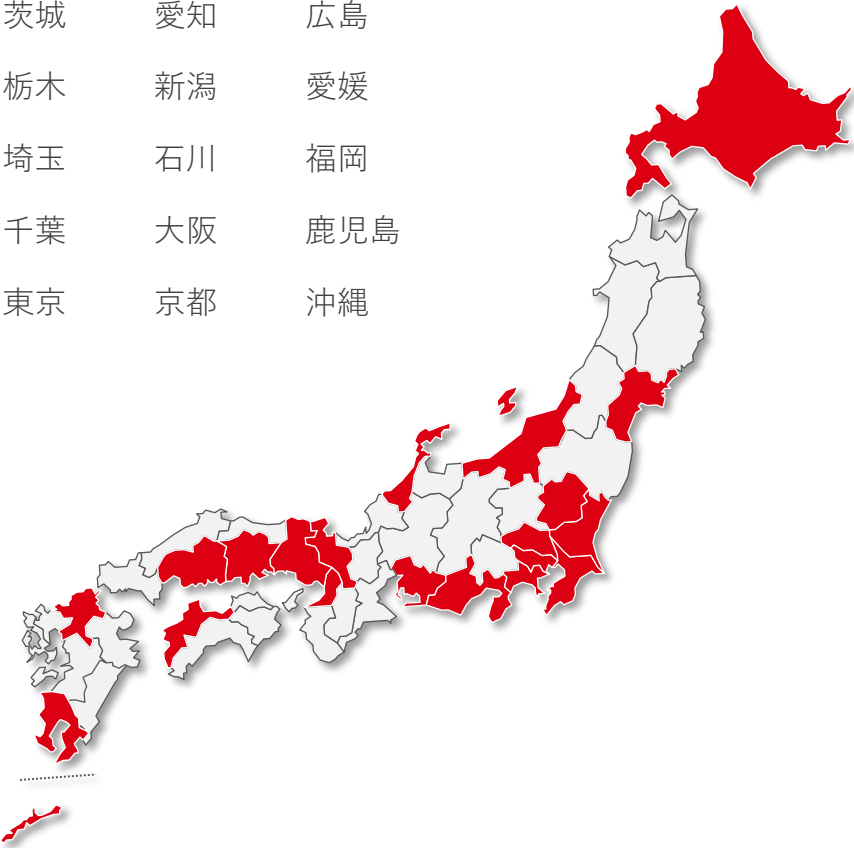 茨城 愛知 広島
栃木 新潟 愛媛
埼玉 石川 福岡
千葉 大阪 鹿児島
東京 京都 沖縄